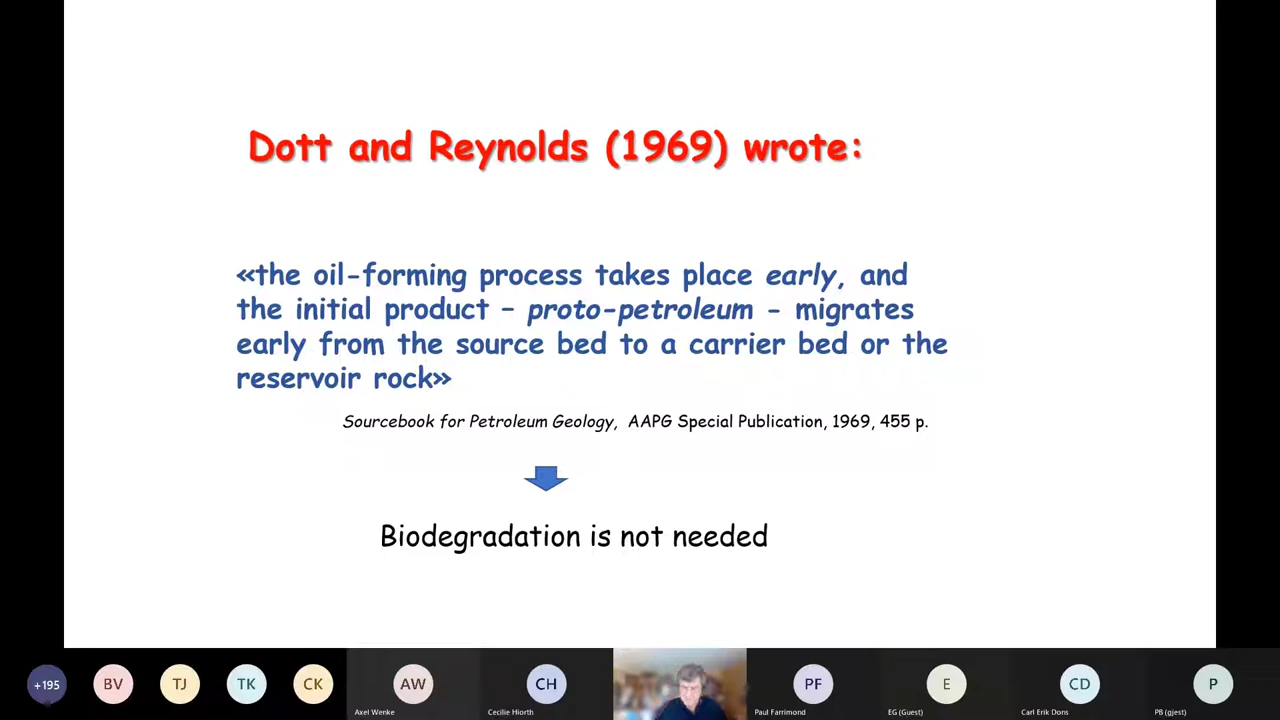 Dott and Reynolds (1969) wrote:
«the oil-forming process takes place early, and
the initial product – proto-petroleum - migrates
early from the source bed to a carrier bed or the
reservoir rock»
Sourcebook for Petroleum Geology, AAPG Special Publication, 1969, 455 p.
Biodegradation is not needed
+195
BV
TJ
TK
CK
AW
CH
PF
E
CD
P
Axel Wenke
Cecilie Hiorth
Paul Farrimond
EG (Guest)
Carl Erik Dons
PB (gjest)